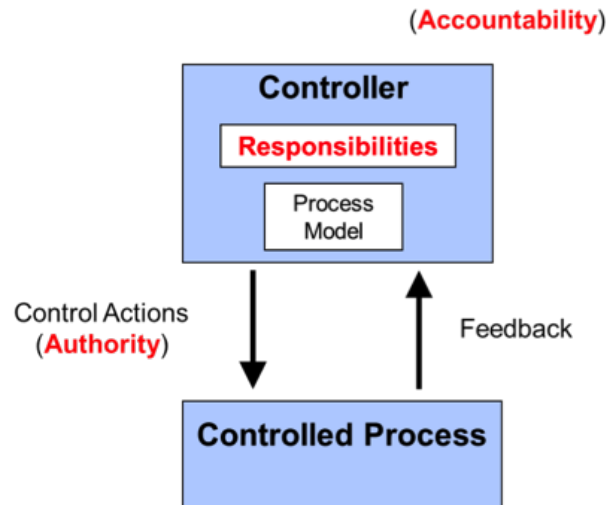 (Accountability)
Controller
Responsibilities
Process
Model
Control Actions
(Authority)
Feedback
Controlled Process